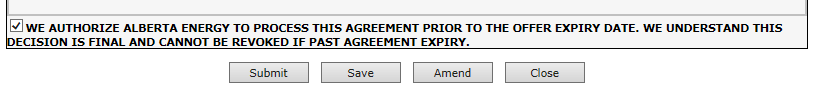 WE AUTHORIZE ALBERTA ENERGY TO PROCESS THIS AGREEMENT PRIOR TO THE OFFER EXPIRY DATE. WE UNDERSTAND THIS
DECISION IS FINAL AND CANNOT BE REVOKED IF PAST AGREEMENT EXPIRY.
Submit Save Amend Close